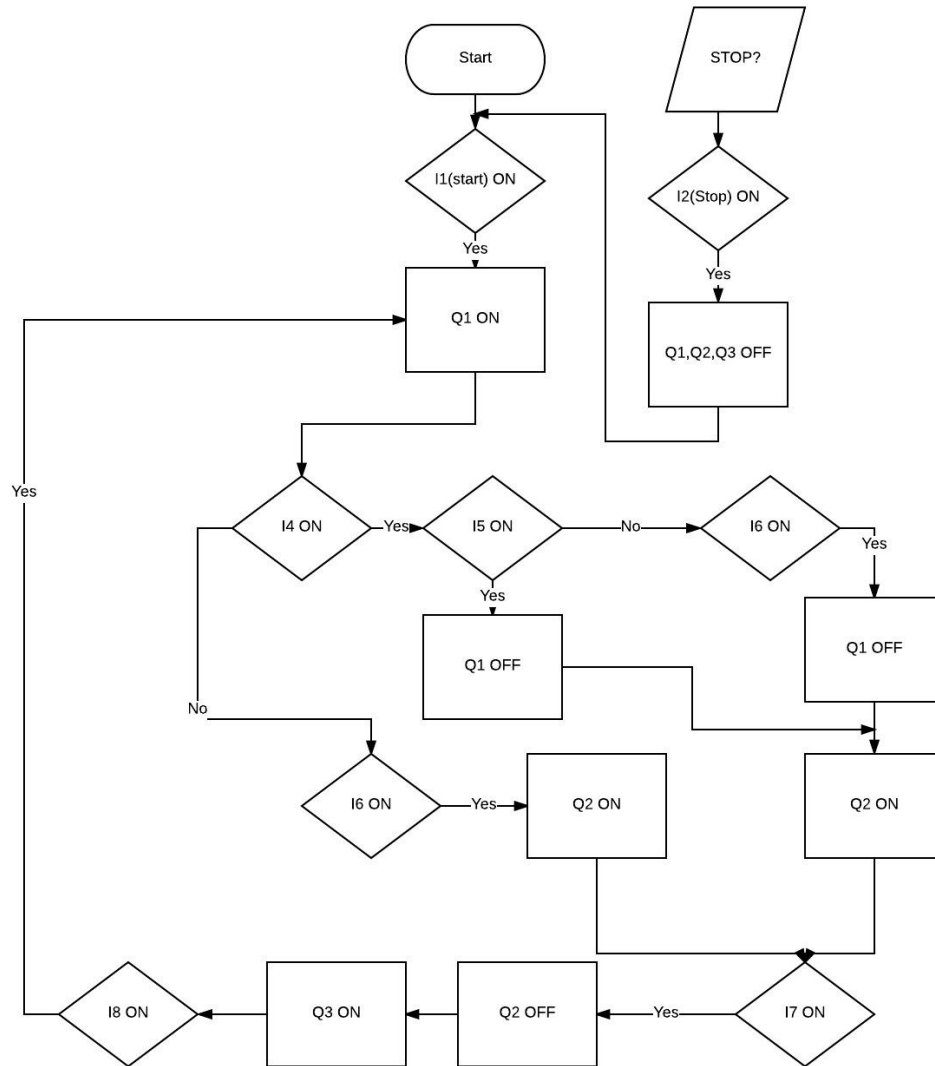 Start
STOP?
I1(start) ON
I2(Stop) ON
Yes
Yes
Q1 ON
Q1,Q2,Q3 OFF
Yes
I4 ON
Yes
I5 ON
No
I6 ON
Yes
Yes
Q1 OFF
Q1 OFF
No
I6 ON
Yes
Q2 ON
Q2 ON
I8 ON
Q3 ON
Q2 OFF
Yes
I7 ON